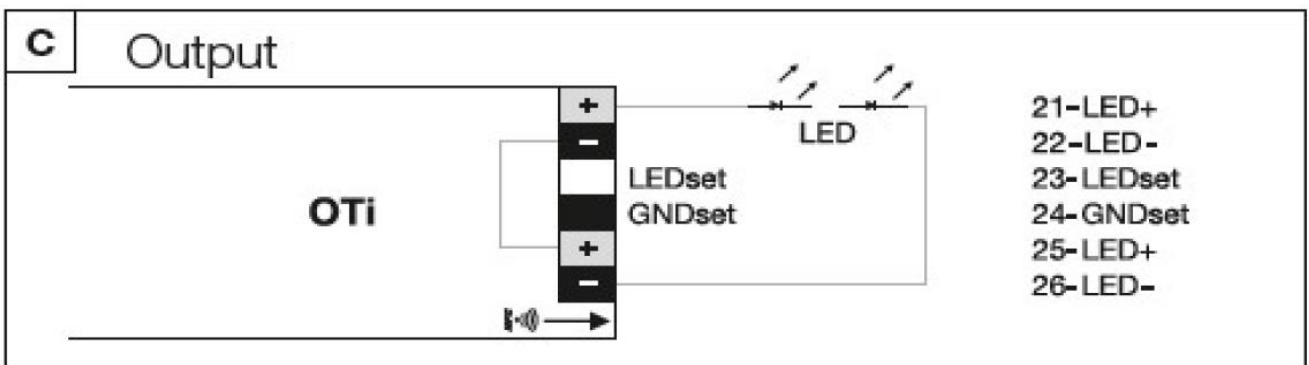 C Output
+
-
LED
LEDset
OTi
GNDset
+
-
21-LED+
22-LED-
23-LEDset
24-GNDset
25-LED+
26-LED-